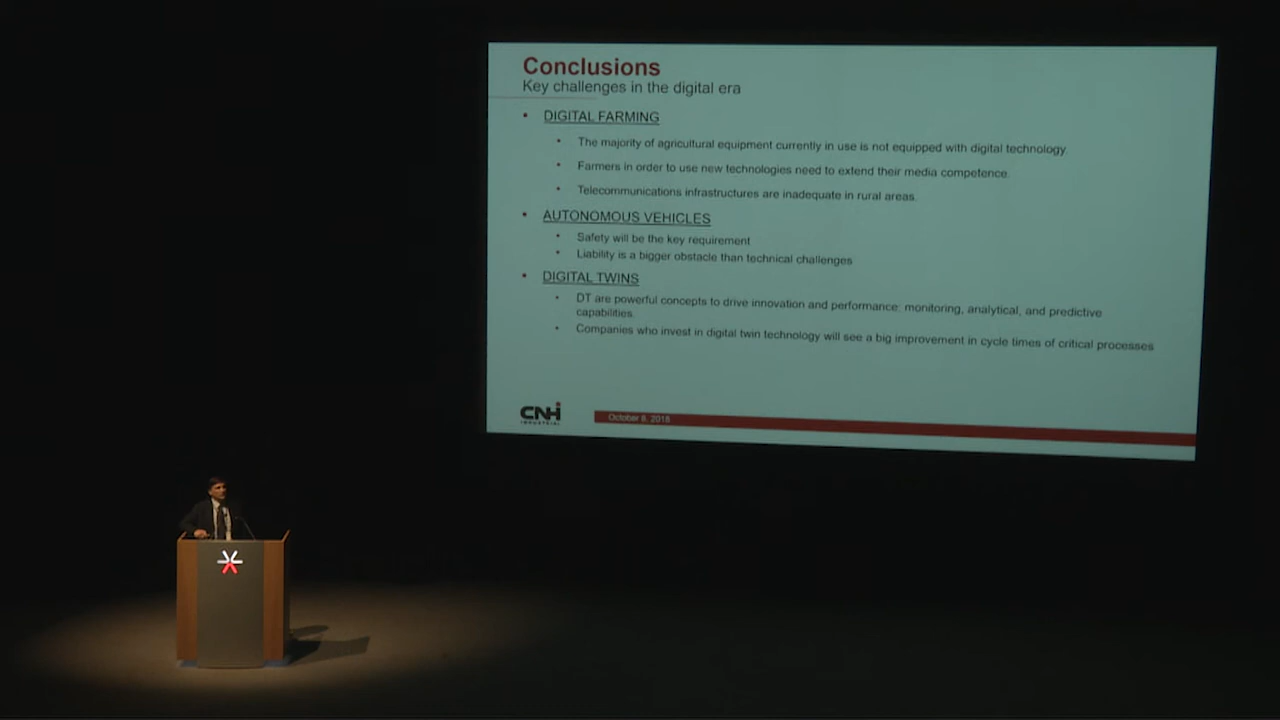 Conclusions
Key challenges in the digital era
• DIGITAL FARMING
• The majority of agricultural equipment currently in use is not equipped with digital technology.
• Farmers in order to use new technologies need to extend their media competence.
• Telecommunications infrastructures are inadequate in rural areas.
• AUTONOMOUS VEHICLES
• Safety will be the key requirement
• Liability is a bigger obstacle than technical challenges
• DIGITAL TWINS
• DT are powerful concepts to drive innovation and performance: monitoring, analytical, and predictive
capabilities.
• Companies who invest in digital twin technology will see a big improvement in cycle times of critical processes
CNH
INDUSTRIAL
October 8, 2018